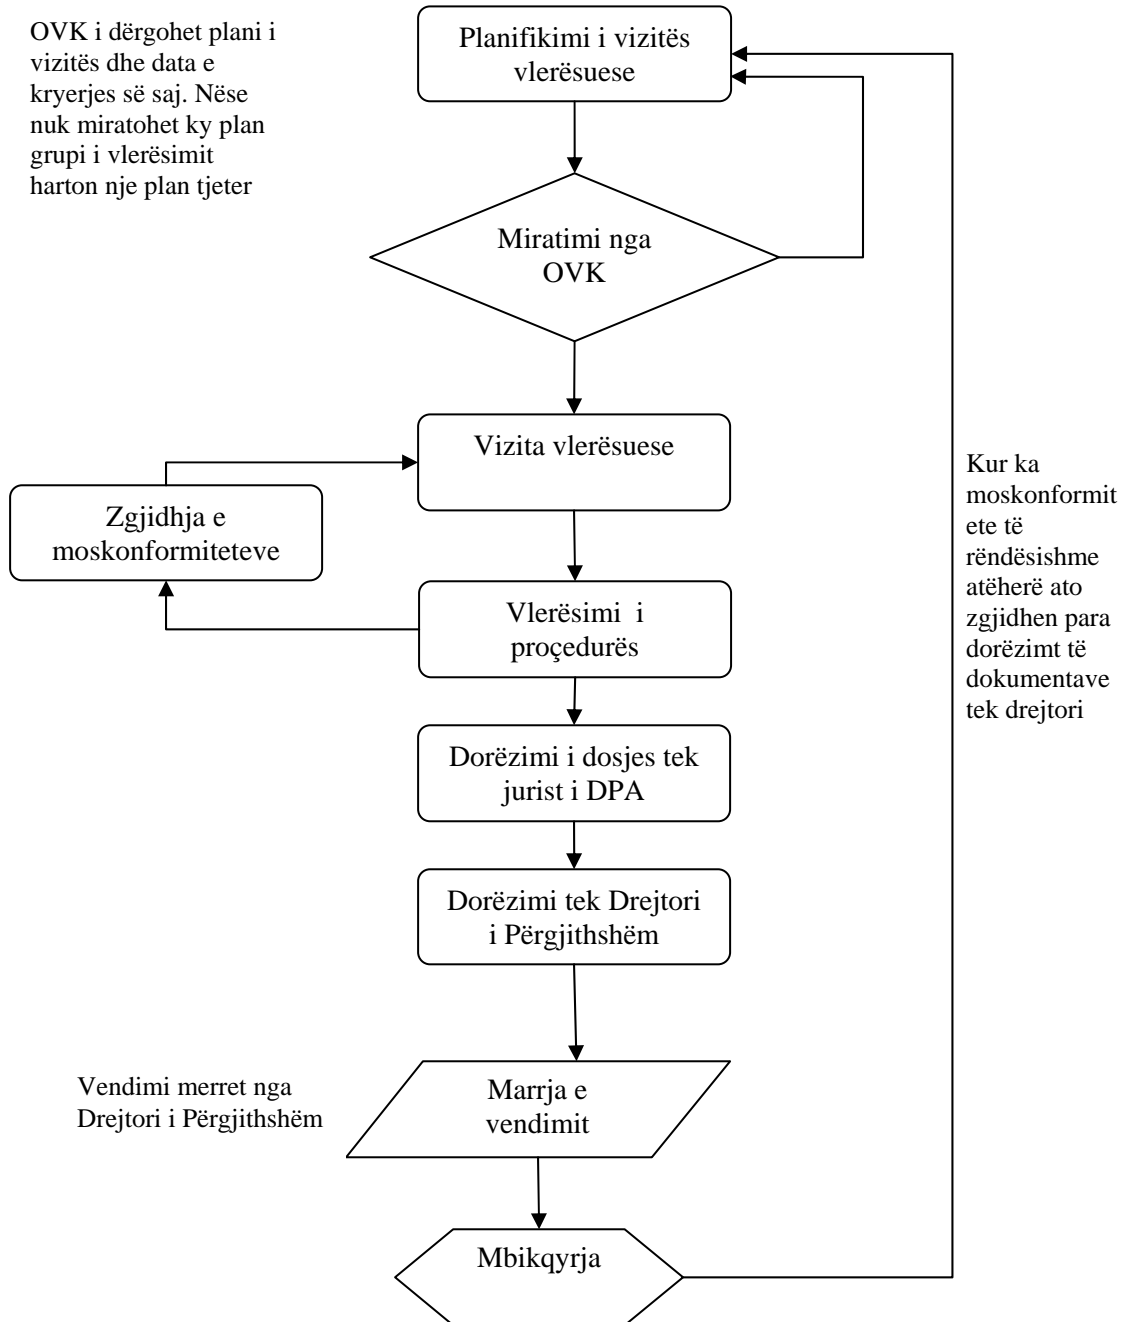 OVK i dërgohet plani i
vizitës dhe data e
kryerjes së saj. Nëse
nuk miratohet ky plan
grupi i vlerësimit
harton nje plan tjeter
Planifikimi i vizitës
vlerësuese
Miratimi nga
OVK
Vizita vlerësuese
Zgjidhja e
moskonformiteteve
Vlerësimi i
proçedurës
Kur ka
moskonformit
ete të
rëndësishme
atëherë ato
zgjidhen para
dorëzimt të
dokumentave
tek drejtori
Dorëzimi i dosjes tek
jurist i DPA
Dorëzimi tek Drejtori
i Përgjithshëm
Vendimi merret nga
Drejtori i Përgjithshëm
Marrja e
vendimit
Mbikqyrja